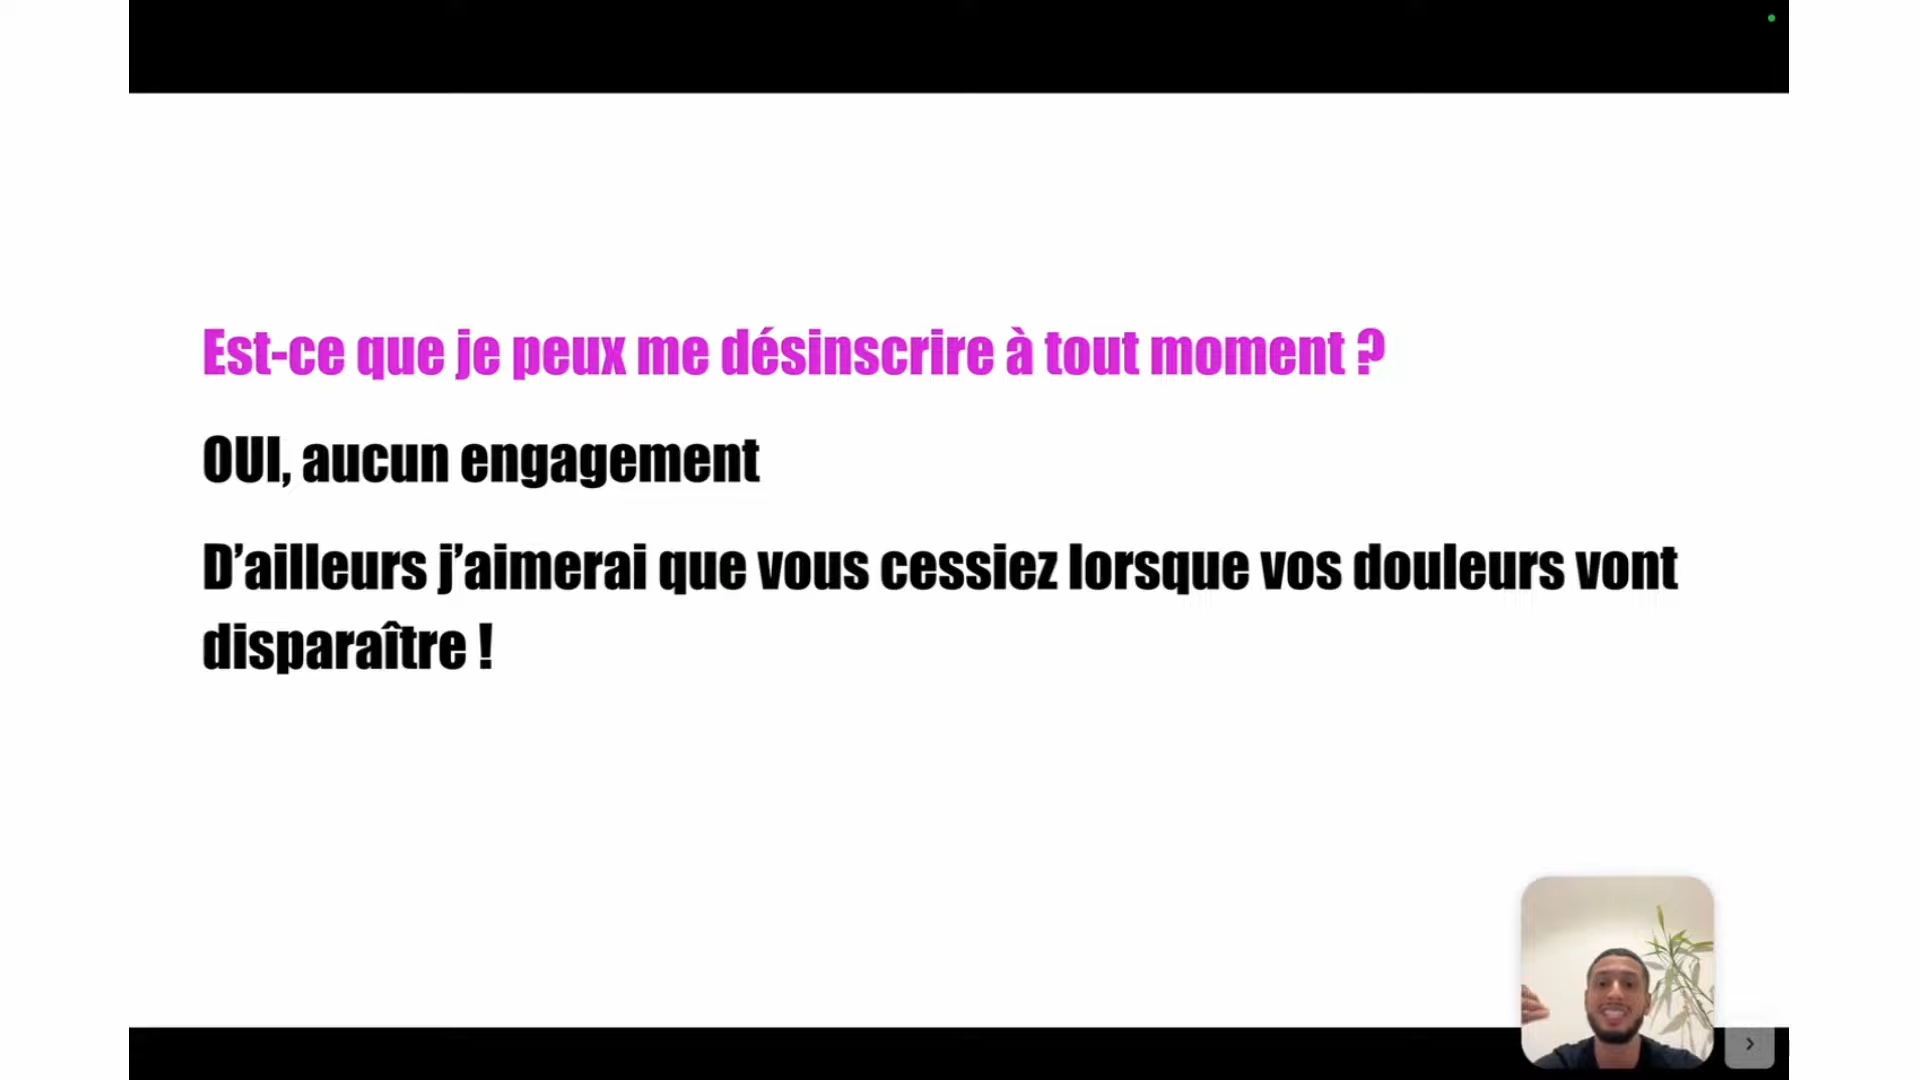 Est-ce que je peux me désinscrire à tout moment ?
OUI, aucun engagement
D’ailleurs j’aimerai que vous cessiez lorsque vos douleurs vont
disparaître !